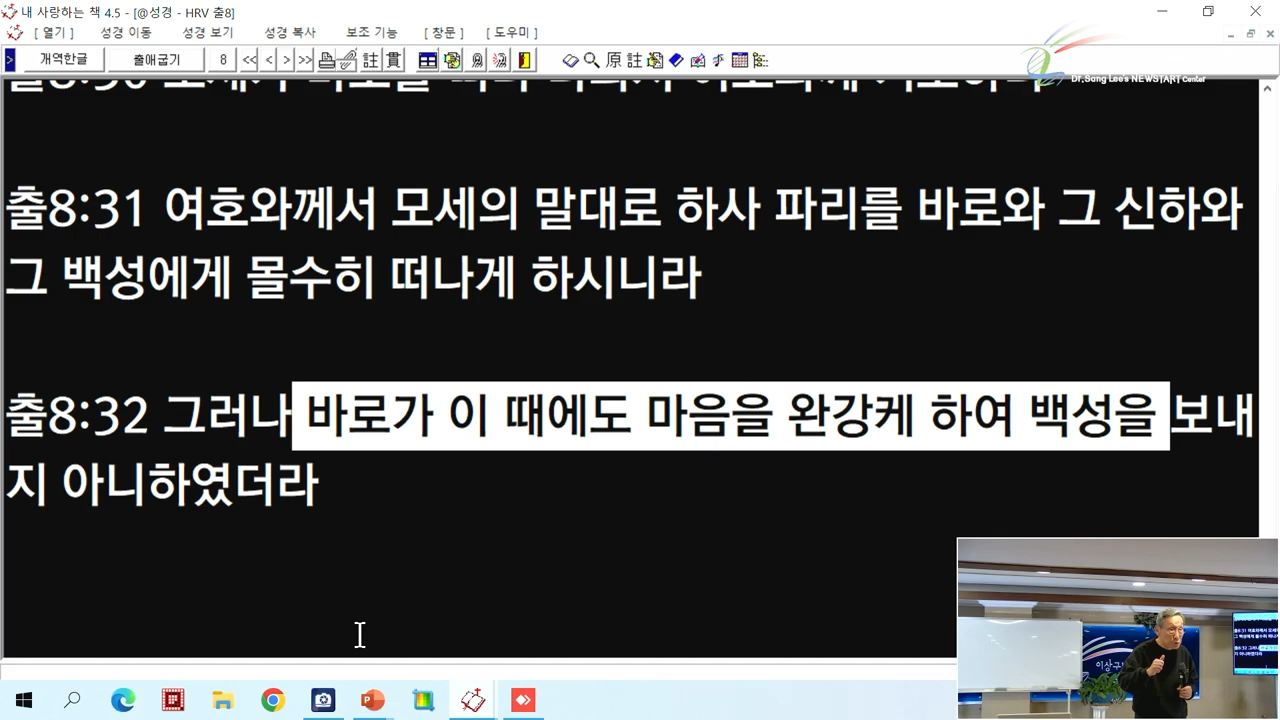 내 사랑하는 책 4.5 - [@성경 - HRV 출8]
[ 열기 ] 성경 이동 성경 보기 성경 복사 보조 기능 [ 창문 ] [ 도우미 ]
개역한글 출애굽기 8 << < > >> 註 貫 原 註
Dr.Sang Lee's NEWSTART Center
출8:31 여호와께서 모세의 말대로 하사 파리를 바로와 그 신하와
그 백성에게 몰수히 떠나게 하시니라
출8:32 그러나 바로가 이 때에도 마음을 완강케 하여 백성을 보내
지 아니하였더라
이상구